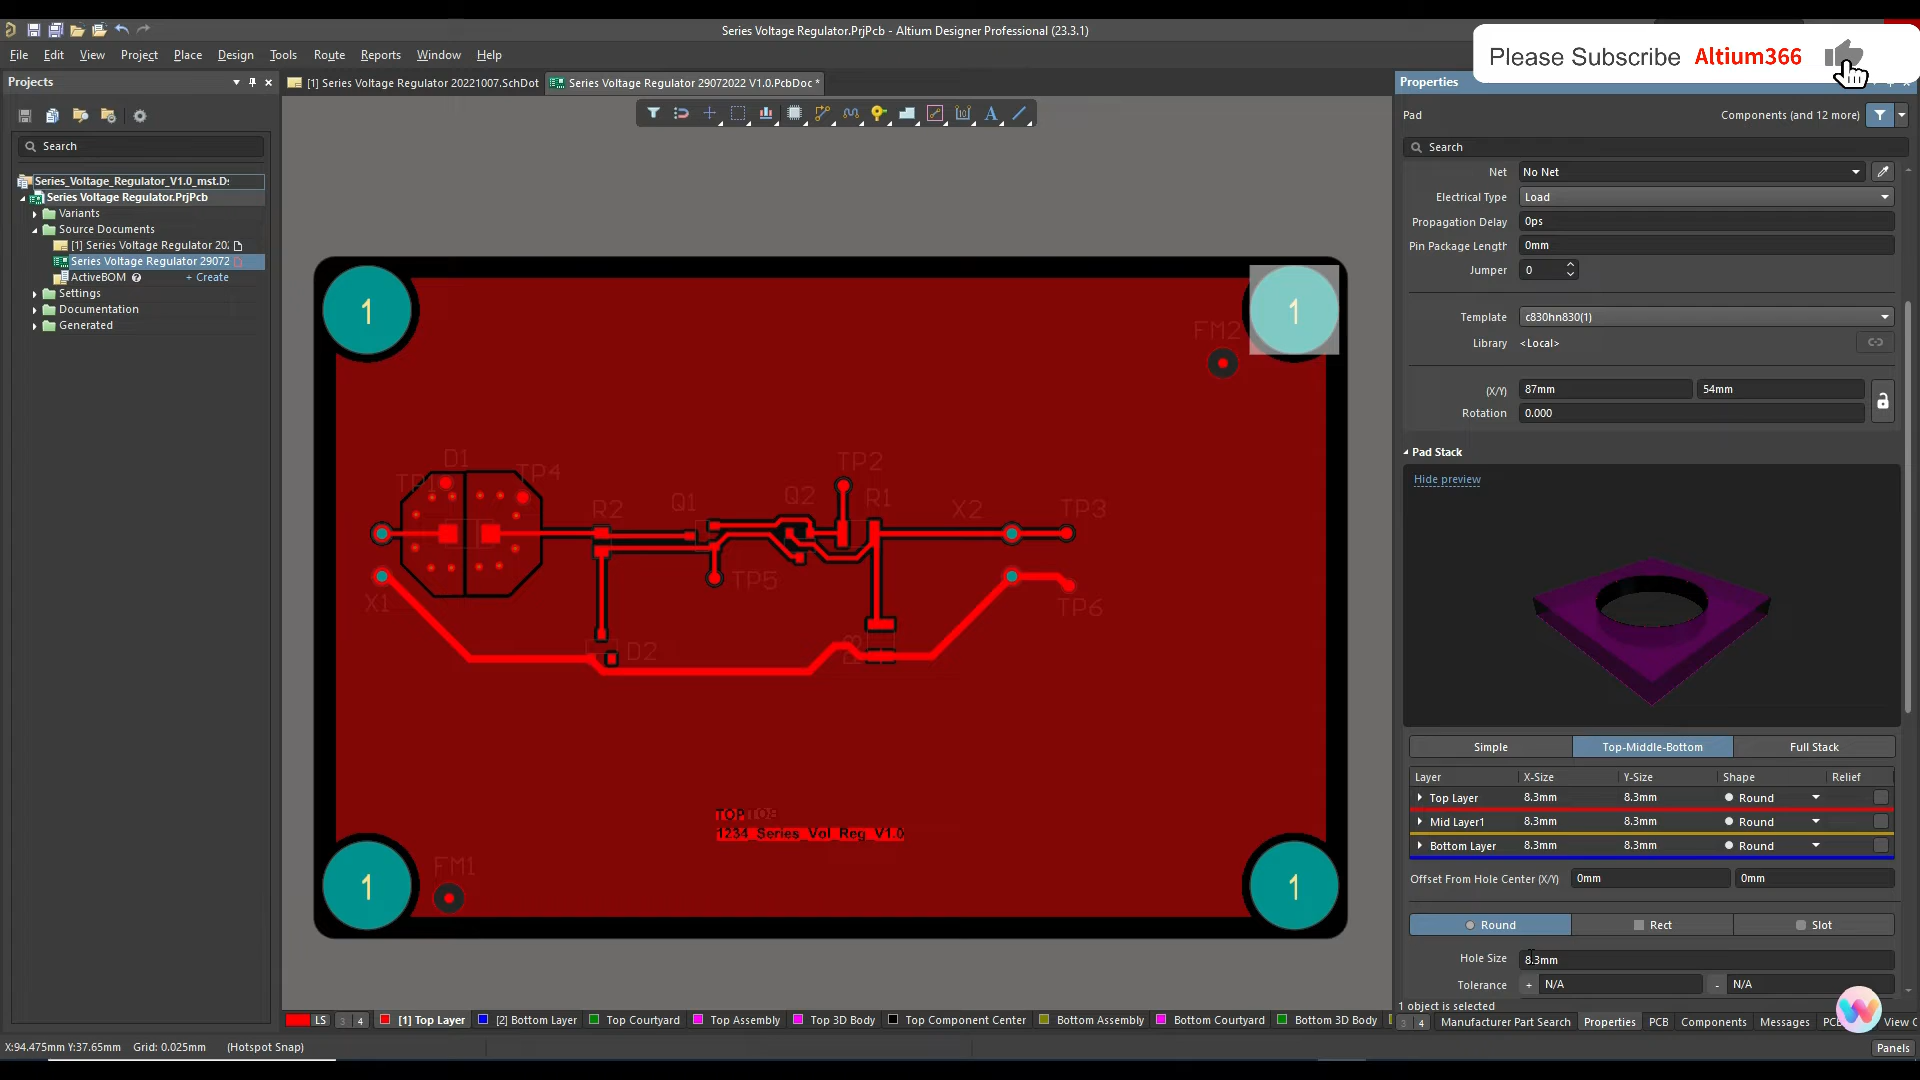 Series Voltage Regulator.PrjPcb - Altium Designer Professional (23.3.1)
Please Subscribe Altium366
File Edit View Project Place Design Tools Route Reports Window Help
Projects
[1] Series Voltage Regulator 20221007.SchDot
Series Voltage Regulator 29072022 V1.0.PcbDoc *
Properties
Pad
Components (and 12 more)
Search
Search
Series_Voltage_Regulator_V1.0_mst.Ds
Series Voltage Regulator.PrjPcb
Variants
Source Documents
[1] Series Voltage Regulator 20
Series Voltage Regulator 29072
ActiveBOM + Create
Settings
Documentation
Generated
1
1
FM2
D1
TP1
TP4
R2
Q1
Q2
TP2
R1
X2
TP3
TP5
X1
D2
TP6
TOP
1234 Series Vol Reg V1.0
FM1
1
1
Net No Net
Electrical Type Load
Propagation Delay 0ps
Pin Package Length 0mm
Jumper 0
Template c830hn830(1)
Library <Local>
(X/Y) 87mm 54mm
Rotation 0.000
Pad Stack
Hide preview
Simple Top-Middle-Bottom Full Stack
Layer X-Size Y-Size Shape Relief
Top Layer 8.3mm 8.3mm Round
Mid Layer1 8.3mm 8.3mm Round
Bottom Layer 8.3mm 8.3mm Round
Offset From Hole Center (X/Y) 0mm 0mm
Round Rect Slot
Hole Size 8.3mm
Tolerance + N/A - N/A
1 object is selected
LS 3 4 [1] Top Layer [2] Bottom Layer Top Courtyard Top Assembly Top 3D Body Top Component Center Bottom Assembly Bottom Courtyard Bottom 3D Body
3 4 Manufacturer Part Search Properties PCB Components Messages View
X:94.475mm Y:37.65mm Grid: 0.025mm (Hotspot Snap)
Panels